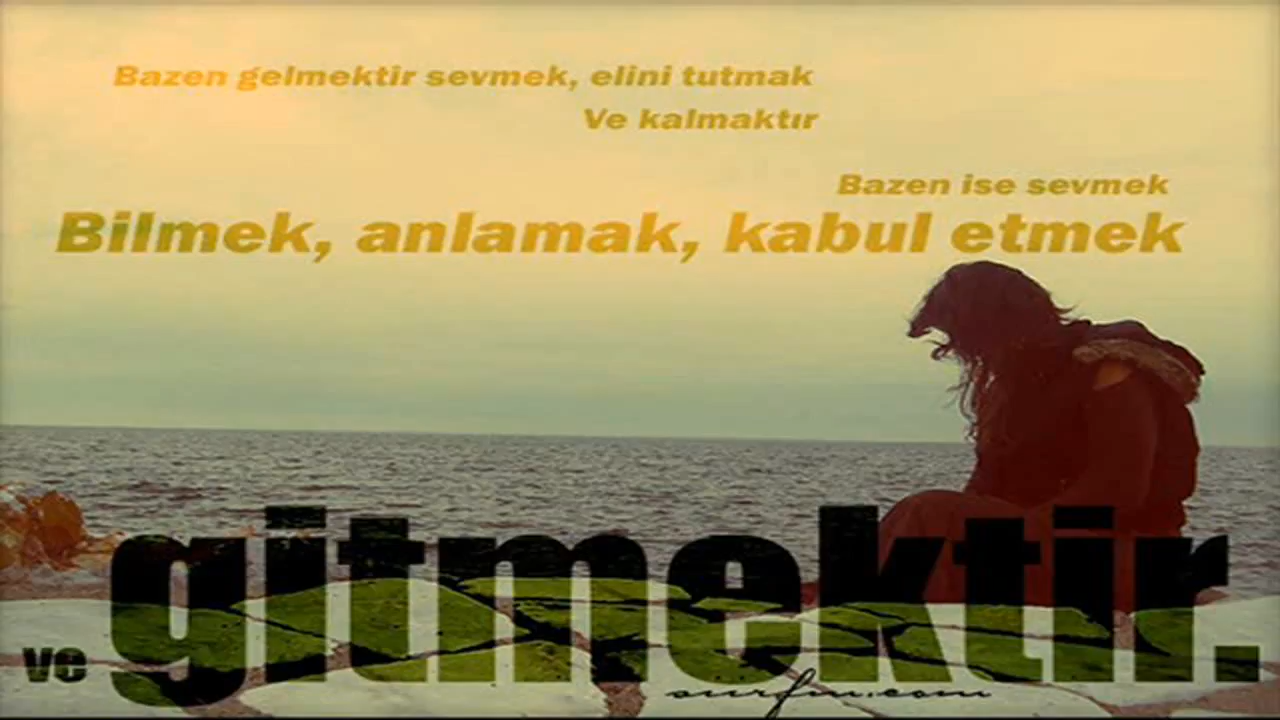 Bazen gelmektir sevmek, elini tutmak
Ve kalmaktır
Bazen ise sevmek
Bilmek, anlamak, kabul etmek
ve gitmektir.